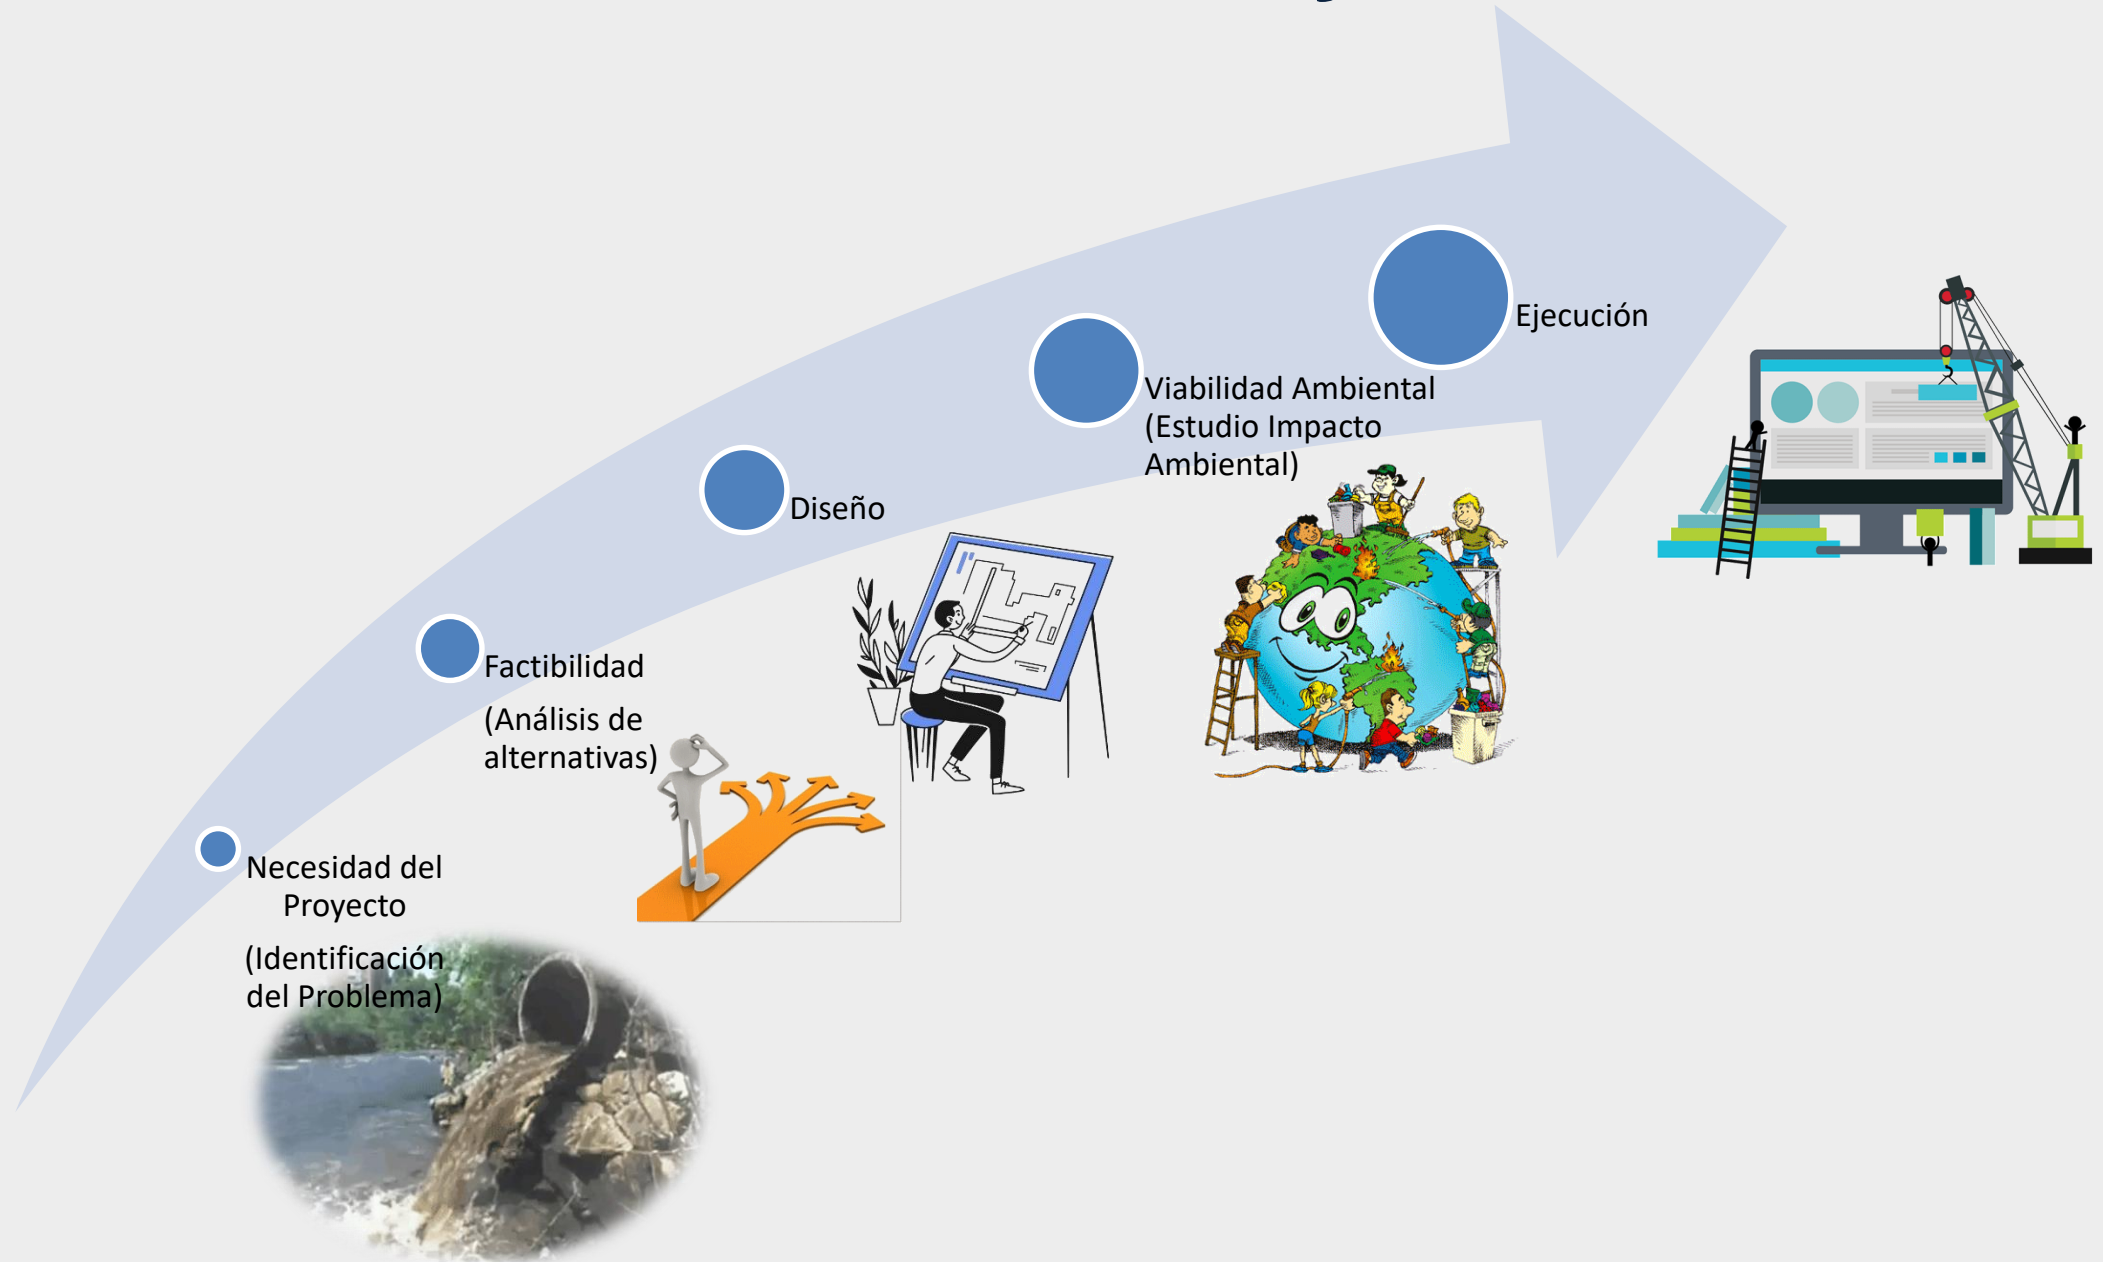 Necesidad del
Proyecto
(Identificación
del Problema)
Factibilidad
(Análisis de
alternativas)
Diseño
Viabilidad Ambiental
(Estudio Impacto
Ambiental)
Ejecución